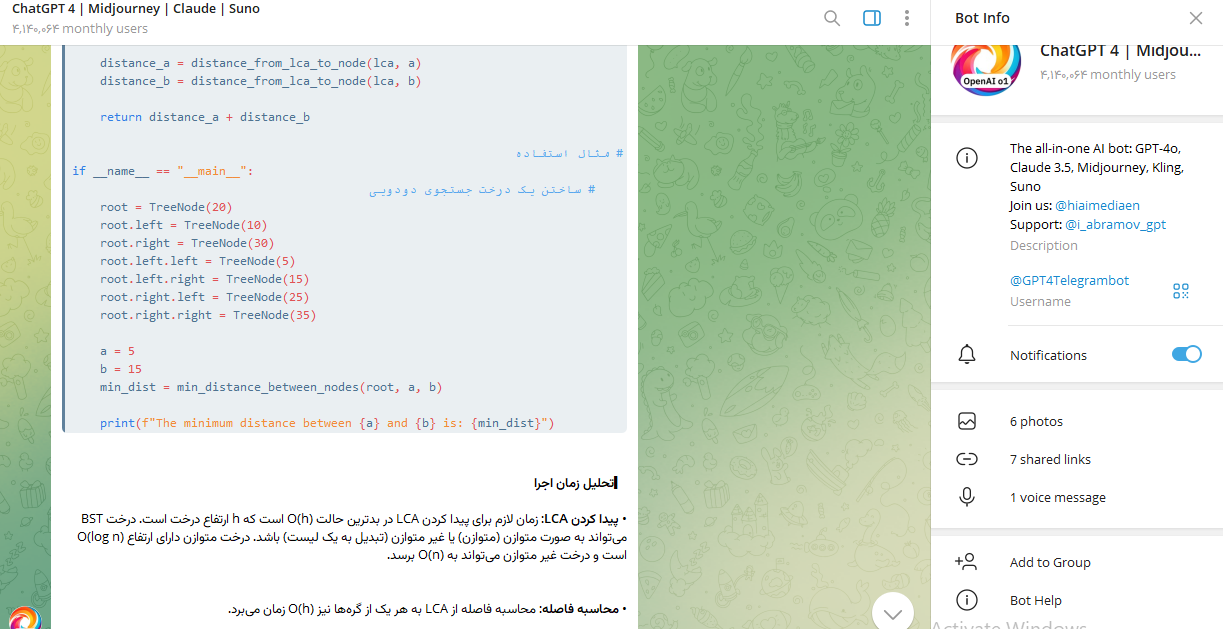 ChatGPT 4 | Midjourney | Claude | Suno
۴,۱۴۰,۰۶۴ monthly users
distance_a = distance_from_lca_to_node(lca, a)
distance_b = distance_from_lca_to_node(lca, b)
return distance_a + distance_b
# مثال استفاده
if __name__ == "__main__":
# ساختن یک درخت جستجوی دودویی
root = TreeNode(20)
root.left = TreeNode(10)
root.right = TreeNode(30)
root.left.left = TreeNode(5)
root.left.right = TreeNode(15)
root.right.left = TreeNode(25)
root.right.right = TreeNode(35)
a = 5
b = 15
min_dist = min_distance_between_nodes(root, a, b)
print(f"The minimum distance between {a} and {b} is: {min_dist}")
تحلیل زمان اجرا
• پیدا کردن LCA: زمان لازم برای پیدا کردن LCA در بدترین حالت O(h) است که h ارتفاع درخت است. درخت BST
می‌تواند به صورت متوازن (متوازن) یا غیر متوازن (تبدیل به یک لیست) باشد. درخت متوازن دارای ارتفاع O(log n)
است و درخت غیر متوازن می‌تواند به O(n) برسد.
• محاسبه فاصله: محاسبه فاصله از LCA به هر یک از گره‌ها نیز O(h) زمان می‌برد.
Bot Info
OpenAI o1
ChatGPT 4 | Midjou...
۴,۱۴۰,۰۶۴ monthly users
The all-in-one AI bot: GPT-4o,
Claude 3.5, Midjourney, Kling,
Suno
Join us: @hiaimediaen
Support: @i_abramov_gpt
Description
@GPT4Telegrambot
Username
Notifications
6 photos
7 shared links
1 voice message
Add to Group
Bot Help
Activate Windows